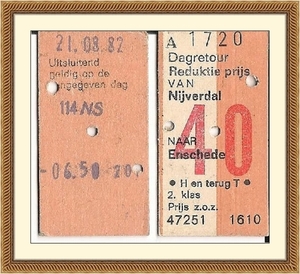 21.08.82
Uitsluitend
geldig op de
aangegeven dag
114 NS
-06.50-20
A 1720
Dagretour
Reduktie prijs
VAN
Nijverdal
40
NAAR
Enschede
H en terug T
2. klas
Prijs z.o.z.
47251 1610